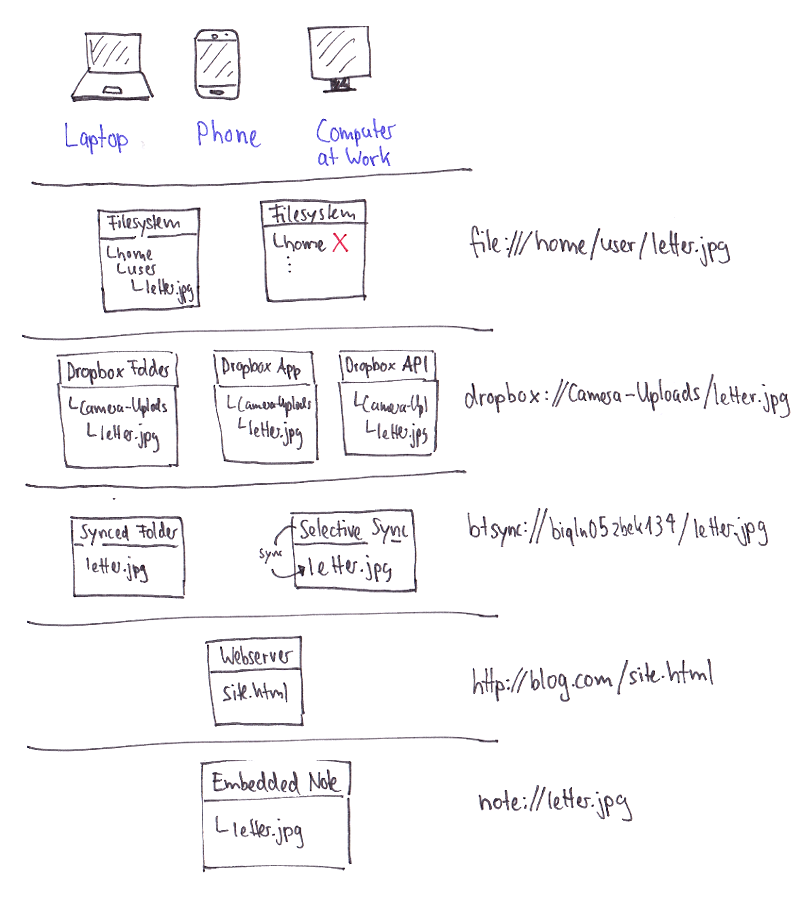 Laptop
Phone
Computer
at Work
Filesystem
home
user
letter.jpg
Filesystem
home X
file:///home/user/letter.jpg
Dropbox Folder
Camera-Uploads
letter.jpg
Dropbox App
Camera-Uploads
letter.jpg
Dropbox API
Camera-Upl
letter.jpg
dropbox://Camera-Uploads/letter.jpg
Synced Folder
letter.jpg
Sync
Selective Sync
letter.jpg
btsync:///letter.jpg
Webserver
site.html
http://blog.com/site.html
Embedded Note
letter.jpg
note://letter.jpg